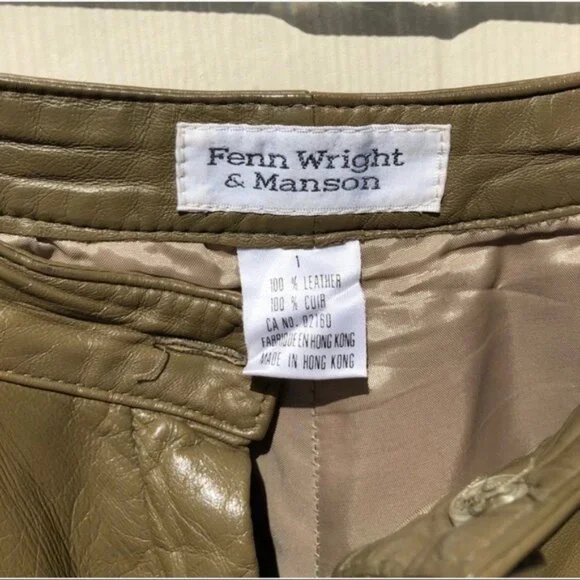 Fenn Wright
& Manson
1
100 % LEATHER
100 % CUIR
CA NO. 02160
FABRIQUE EN HONG KONG
MADE IN HONG KONG